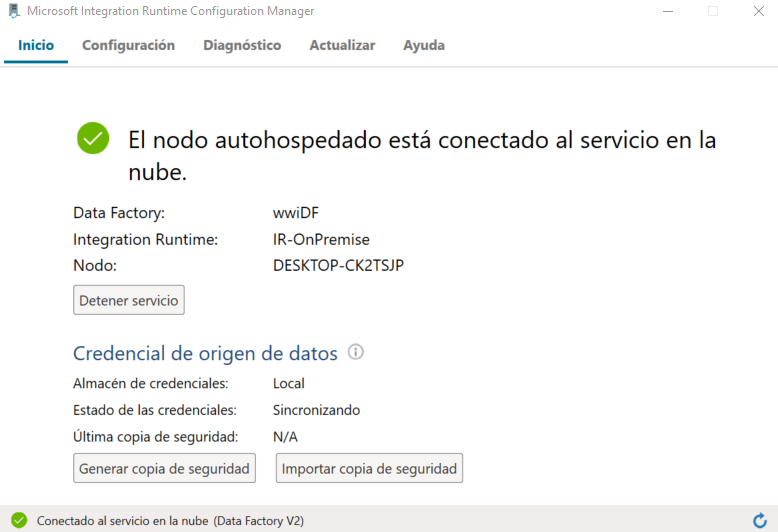 Microsoft Integration Runtime Configuration Manager
Inicio Configuración Diagnóstico Actualizar Ayuda
El nodo autohospedado está conectado al servicio en la
nube.
Data Factory: wwiDF
Integration Runtime: IR-OnPremise
Nodo: DESKTOP-CK2TSJP
Detener servicio
Credencial de origen de datos
Almacén de credenciales: Local
Estado de las credenciales: Sincronizando
Última copia de seguridad: N/A
Generar copia de seguridad Importar copia de seguridad
Conectado al servicio en la nube (Data Factory V2)